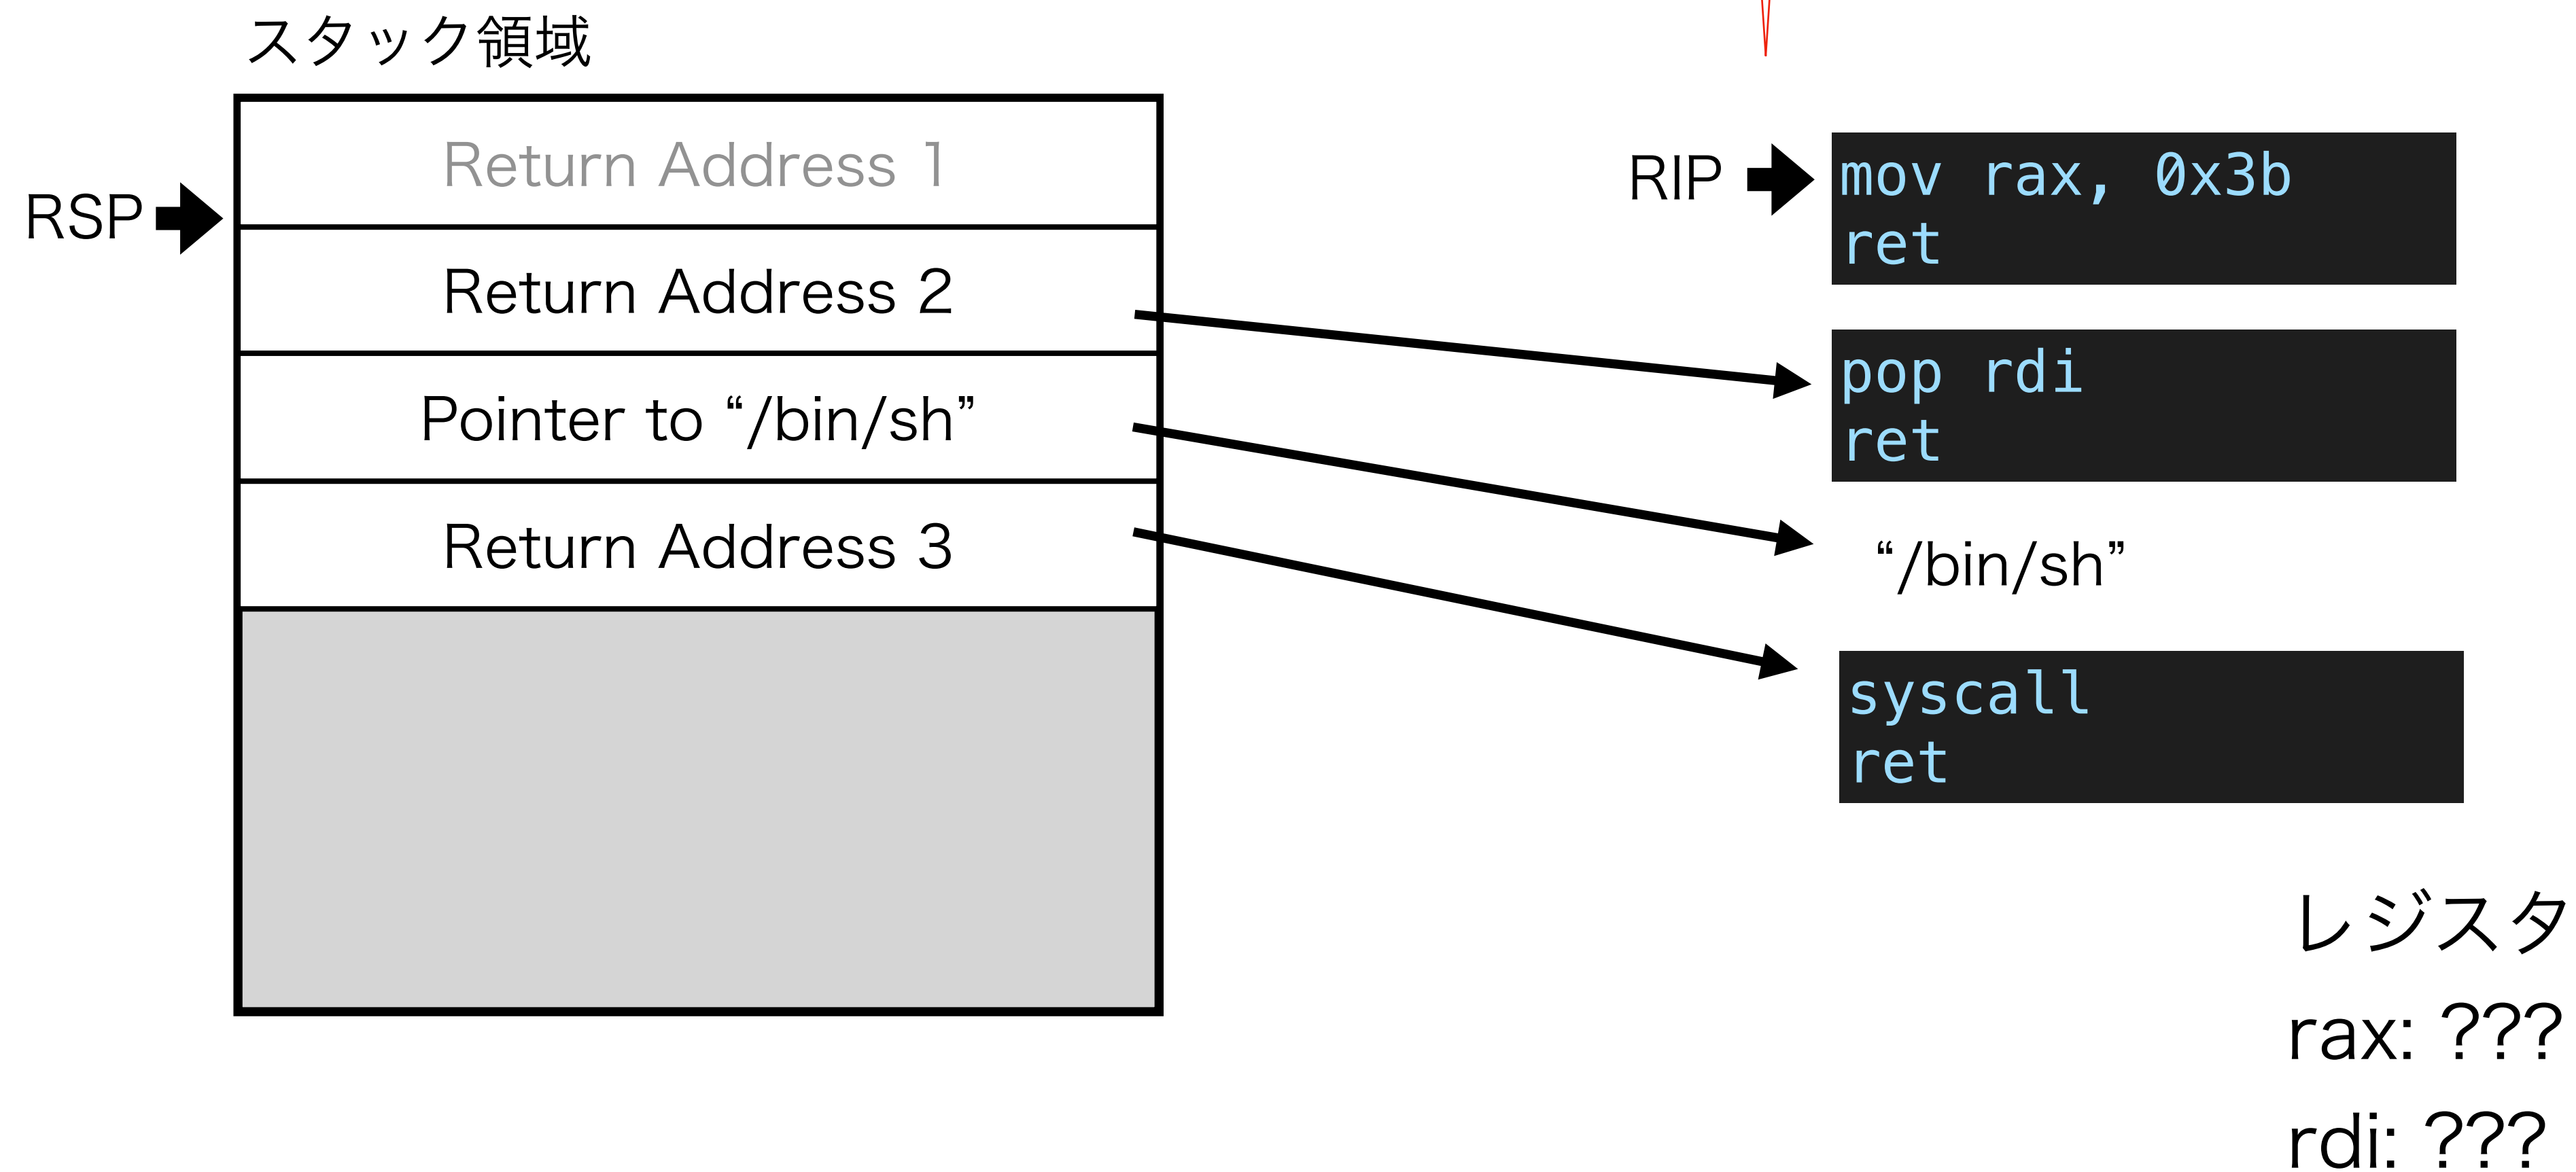 スタック領域
Return Address 1
RSP
Return Address 2
Pointer to “/bin/sh”
Return Address 3
RIP
mov rax, 0x3b
ret
pop rdi
ret
“/bin/sh”
syscall
ret
レジスタ
rax: ???
rdi: ???